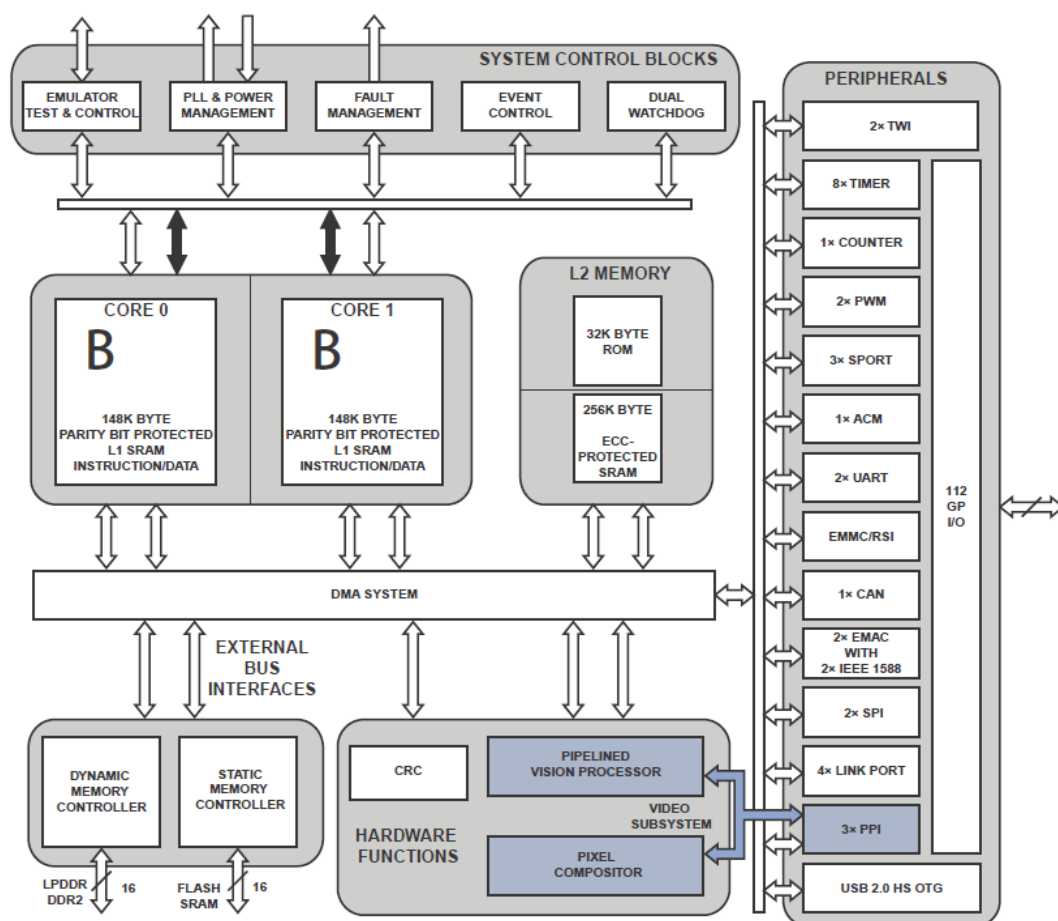 SYSTEM CONTROL BLOCKS
EMULATOR
TEST & CONTROL
PLL & POWER
MANAGEMENT
FAULT
MANAGEMENT
EVENT
CONTROL
DUAL
WATCHDOG
CORE 0
B
148K BYTE
PARITY BIT PROTECTED
L1 SRAM
INSTRUCTION/DATA
CORE 1
B
148K BYTE
PARITY BIT PROTECTED
L1 SRAM
INSTRUCTION/DATA
L2 MEMORY
32K BYTE
ROM
256K BYTE
ECC-
PROTECTED
SRAM
DMA SYSTEM
EXTERNAL
BUS
INTERFACES
DYNAMIC
MEMORY
CONTROLLER
STATIC
MEMORY
CONTROLLER
LPDDR
DDR2
16
FLASH
SRAM
16
CRC
PIPELINED
VISION PROCESSOR
VIDEO
SUBSYSTEM
HARDWARE
FUNCTIONS
PIXEL
COMPOSITOR
PERIPHERALS
2× TWI
8× TIMER
1× COUNTER
2× PWM
3× SPORT
1× ACM
2× UART
EMMC/RSI
1× CAN
2× EMAC
WITH
2× IEEE 1588
2× SPI
4× LINK PORT
3× PPI
USB 2.0 HS OTG
112
GP
I/O